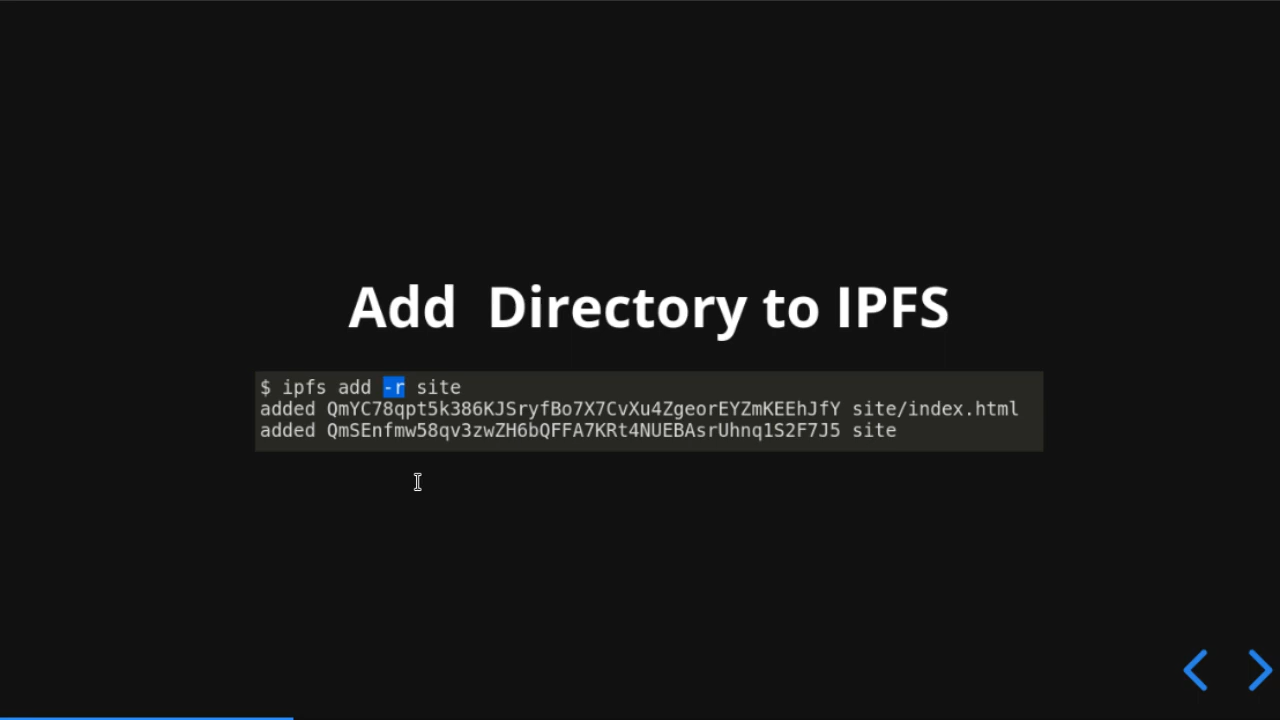 Add  Directory to IPFS
$ ipfs add -r site
added QmYC78qpt5k386KJSryfBo7X7CvXu4ZgeorEYZmKEEhJfY site/index.html
added QmSEnfmw58qv3zwZH6bQFFA7KRt4NUEBAsrUhnq1S2F7J5 site